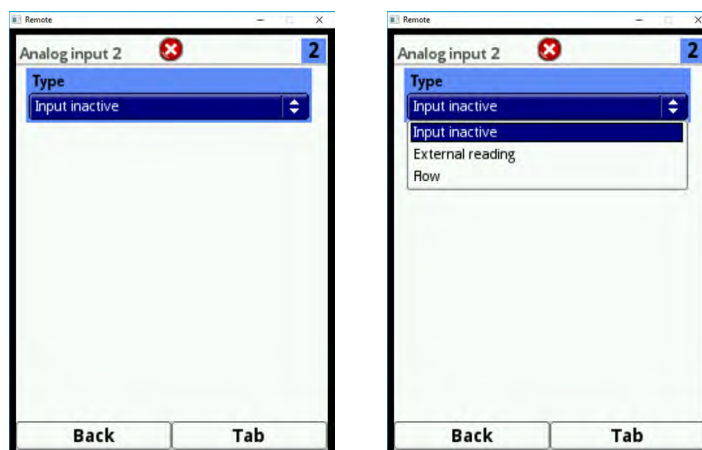 Remote
Analog input 2
2
Type
Input inactive
Back
Tab
Remote
Analog input 2
2
Type
Input inactive
Input inactive
External reading
Flow
Back
Tab